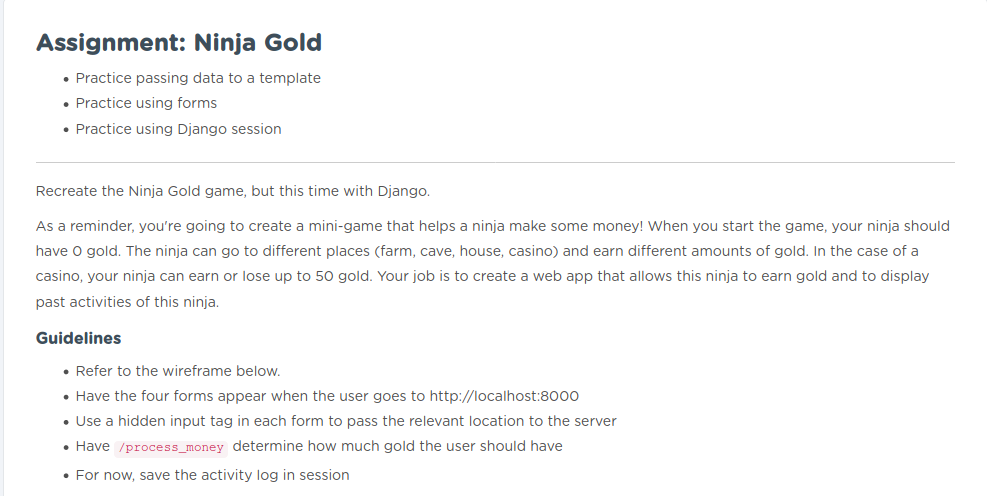 Assignment: Ninja Gold
• Practice passing data to a template
• Practice using forms
• Practice using Django session
Recreate the Ninja Gold game, but this time with Django.
As a reminder, you're going to create a mini-game that helps a ninja make some money! When you start the game, your ninja should
have 0 gold. The ninja can go to different places (farm, cave, house, casino) and earn different amounts of gold. In the case of a
casino, your ninja can earn or lose up to 50 gold. Your job is to create a web app that allows this ninja to earn gold and to display
past activities of this ninja.
Guidelines
• Refer to the wireframe below.
• Have the four forms appear when the user goes to http://localhost:8000
• Use a hidden input tag in each form to pass the relevant location to the server
• Have /process_money determine how much gold the user should have
• For now, save the activity log in session